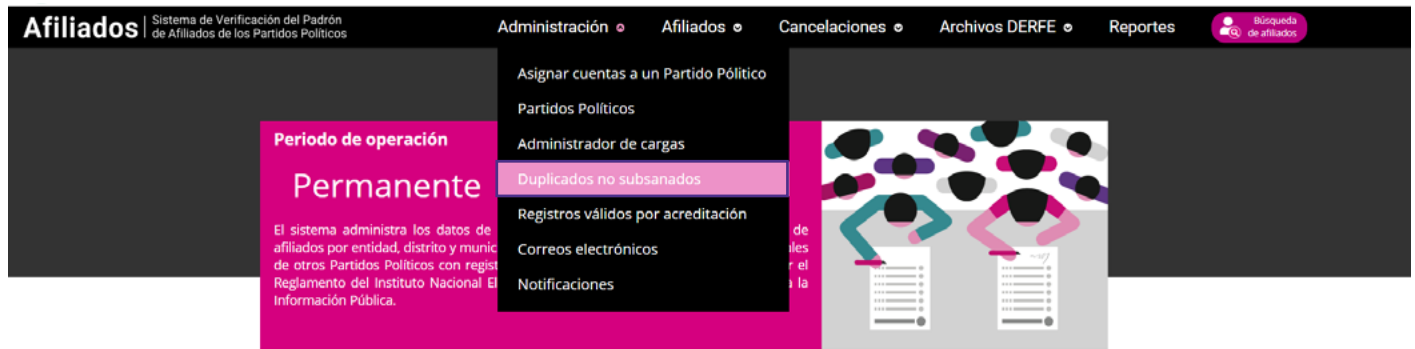 Afiliados
Sistema de Verificación del Padrón
de Afiliados de los Partidos Políticos
Administración
Afiliados
Cancelaciones
Archivos DERFE
Reportes
Búsqueda
de afiliados
Asignar cuentas a un Partido Pólitico
Partidos Políticos
Administrador de cargas
Duplicados no subsanados
Registros válidos por acreditación
Correos electrónicos
Notificaciones
Periodo de operación
Permanente
El sistema administra los datos de de
afiliados por entidad, distrito y munic ales
de otros Partidos Políticos con regist r el
Reglamento del Instituto Nacional El a la
Información Pública.